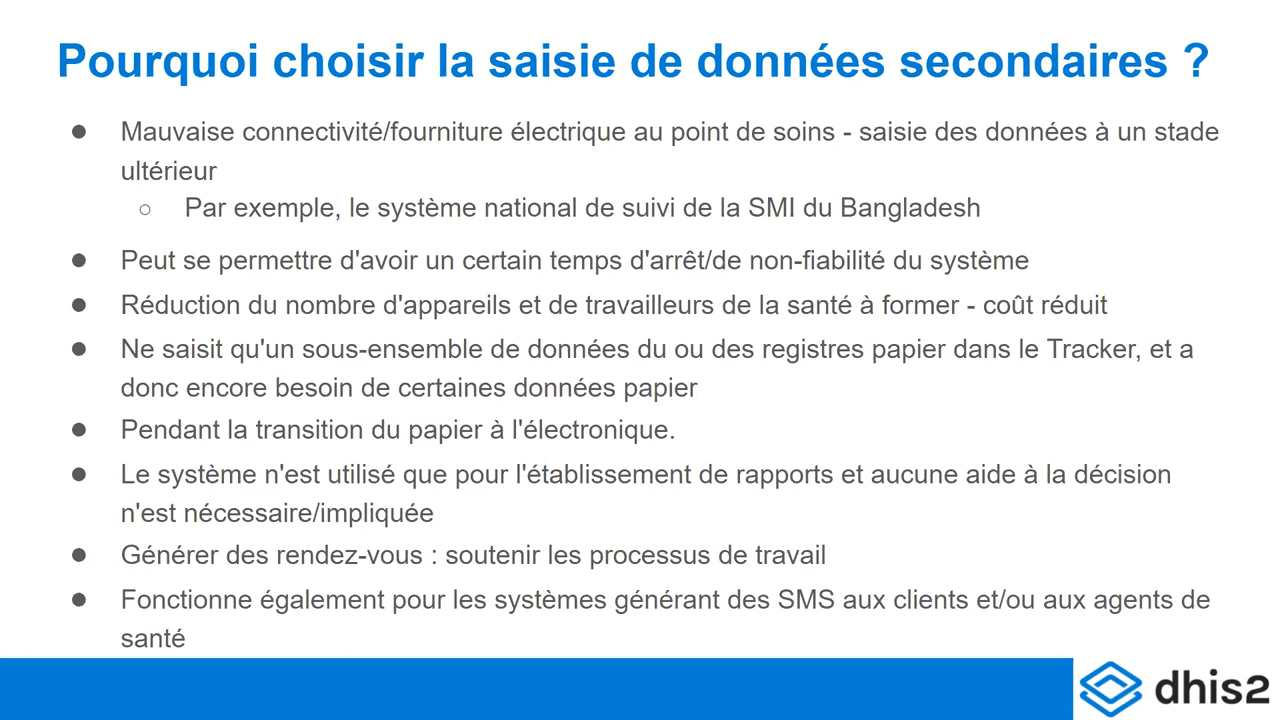 Pourquoi choisir la saisie de données secondaires ?
● Mauvaise connectivité/fourniture électrique au point de soins - saisie des données à un stade
ultérieur
○ Par exemple, le système national de suivi de la SMI du Bangladesh
● Peut se permettre d'avoir un certain temps d'arrêt/de non-fiabilité du système
● Réduction du nombre d'appareils et de travailleurs de la santé à former - coût réduit
● Ne saisit qu'un sous-ensemble de données du ou des registres papier dans le Tracker, et a
donc encore besoin de certaines données papier
● Pendant la transition du papier à l'électronique.
● Le système n'est utilisé que pour l'établissement de rapports et aucune aide à la décision
n'est nécessaire/impliquée
● Générer des rendez-vous : soutenir les processus de travail
● Fonctionne également pour les systèmes générant des SMS aux clients et/ou aux agents de
santé
dhis2